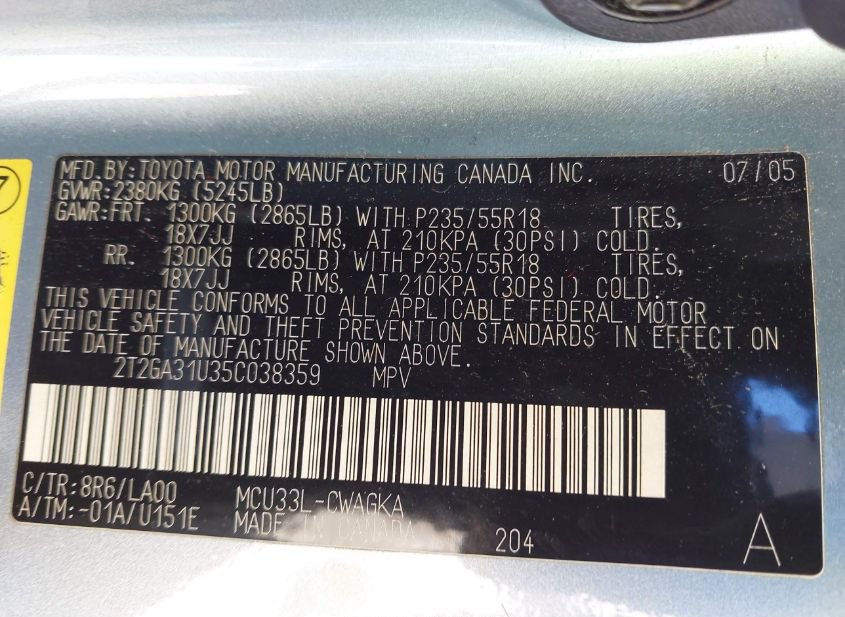 MFD.BY:TOYOTA MOTOR MANUFACTURING CANADA INC. 07/05
GVWR:2380KG (5245LB)
GAWR:FRT. 1300KG (2865LB) WITH P235/55R18 TIRES,
18X7JJ RIMS, AT 210KPA (30PSI) COLD.
RR. 1300KG (2865LB) WITH P235/55R18 TIRES,
18X7JJ RIMS, AT 210KPA (30PSI) COLD.
THIS VEHICLE CONFORMS TO ALL APPLICABLE FEDERAL MOTOR
VEHICLE SAFETY AND THEFT PREVENTION STANDARDS IN EFFECT ON
THE DATE OF MANUFACTURE SHOWN ABOVE.
2T2GA31U35C038359 MPV
C/TR:8R6/LA00 MCU33L-CWAGKA
A/TM:-01A/U151E MADE IN CANADA 204 A